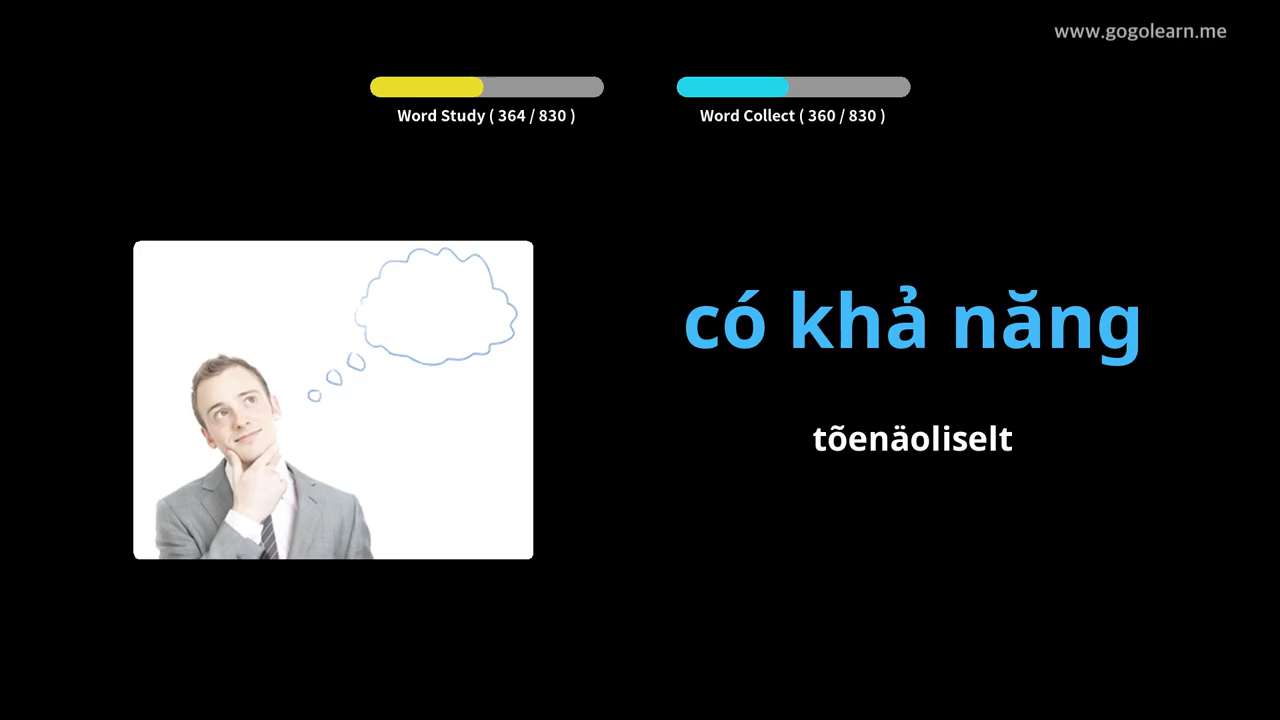 www.gogolearn.me
Word Study ( 364 / 830 )
Word Collect ( 360 / 830 )
có khả năng
tõenäoliselt